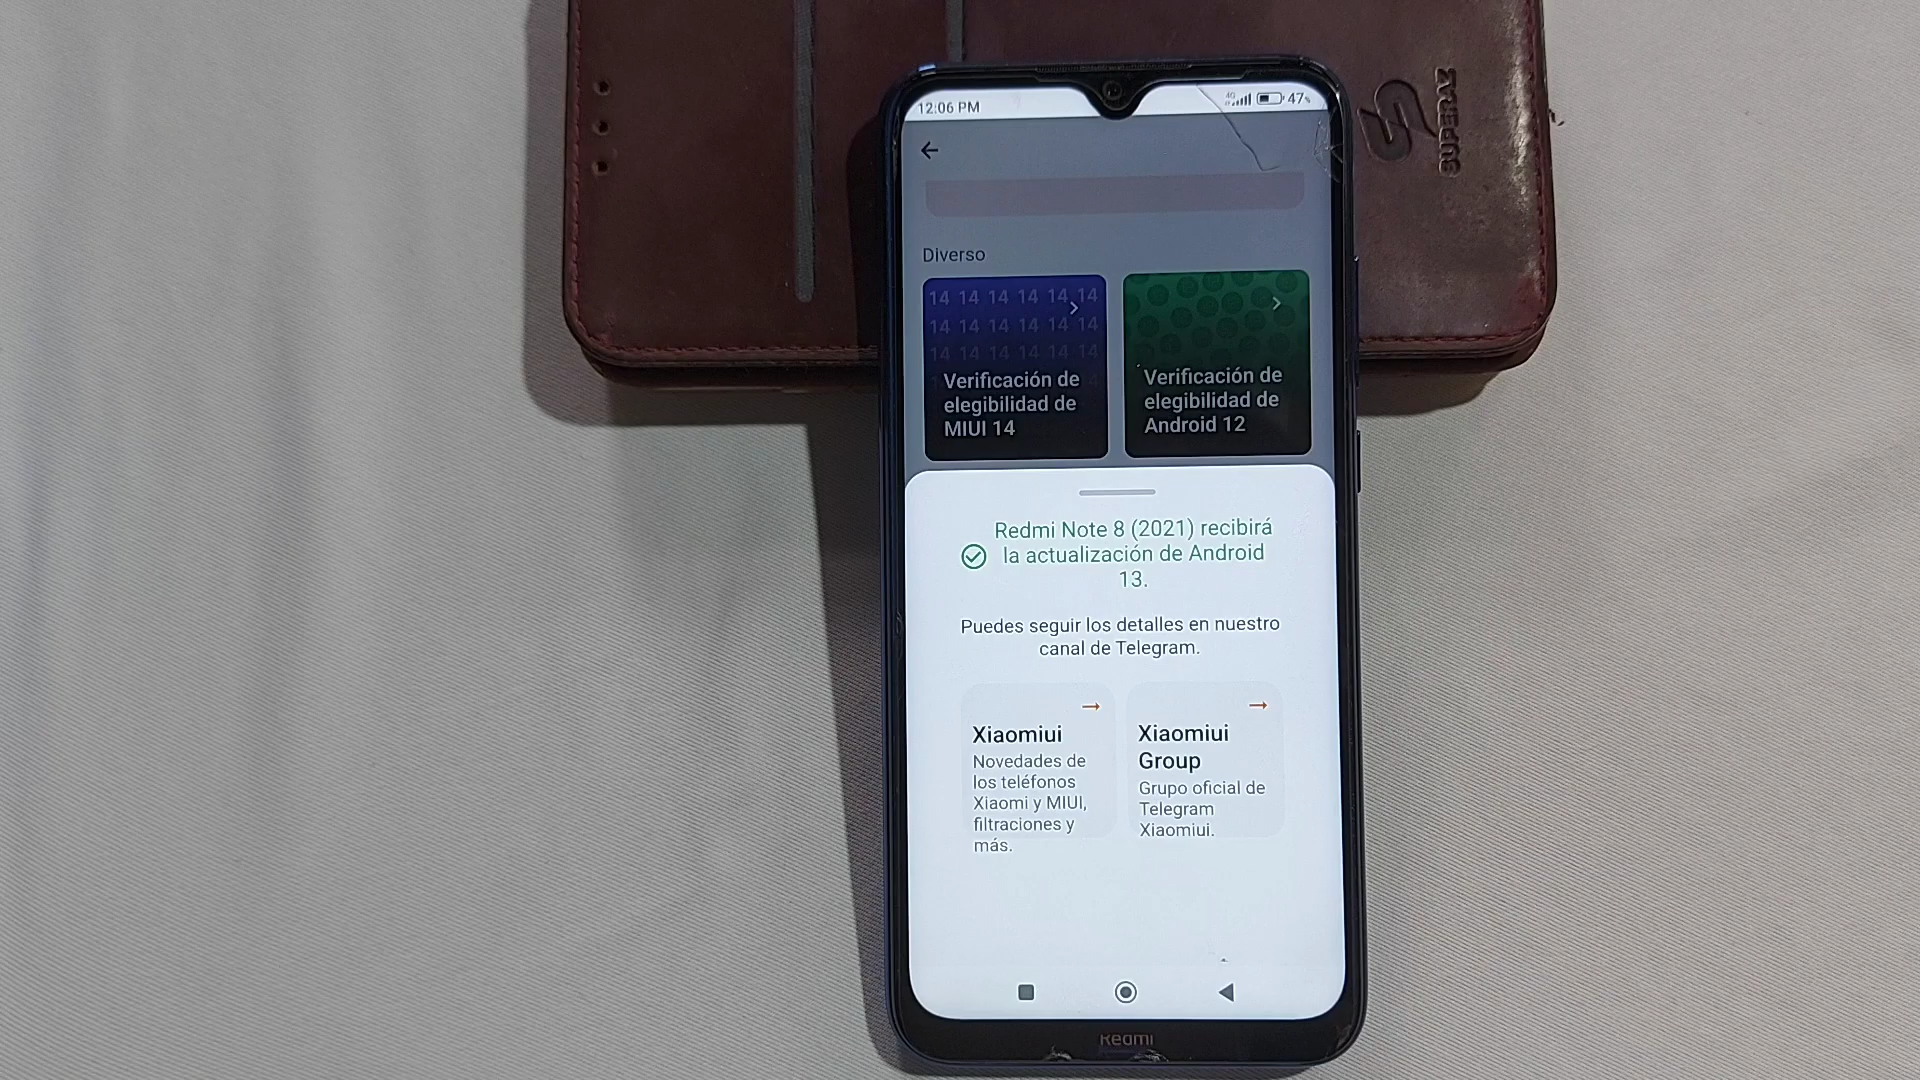 SUPERAZ
12:06 PM
4G
47%
Diverso
14 14 14 14 14 14
14 14 14 14 14 14
14 14 14 14 14 14
Verificación de
elegibilidad de
MIUI 14
Verificación de
elegibilidad de
Android 12
Redmi Note 8 (2021) recibirá
la actualización de Android
13.
Puedes seguir los detalles en nuestro
canal de Telegram.
Xiaomiui
Novedades de
los teléfonos
Xiaomi y MIUI,
filtraciones y
más.
Xiaomiui
Group
Grupo oficial de
Telegram
Xiaomiui.
Redmi